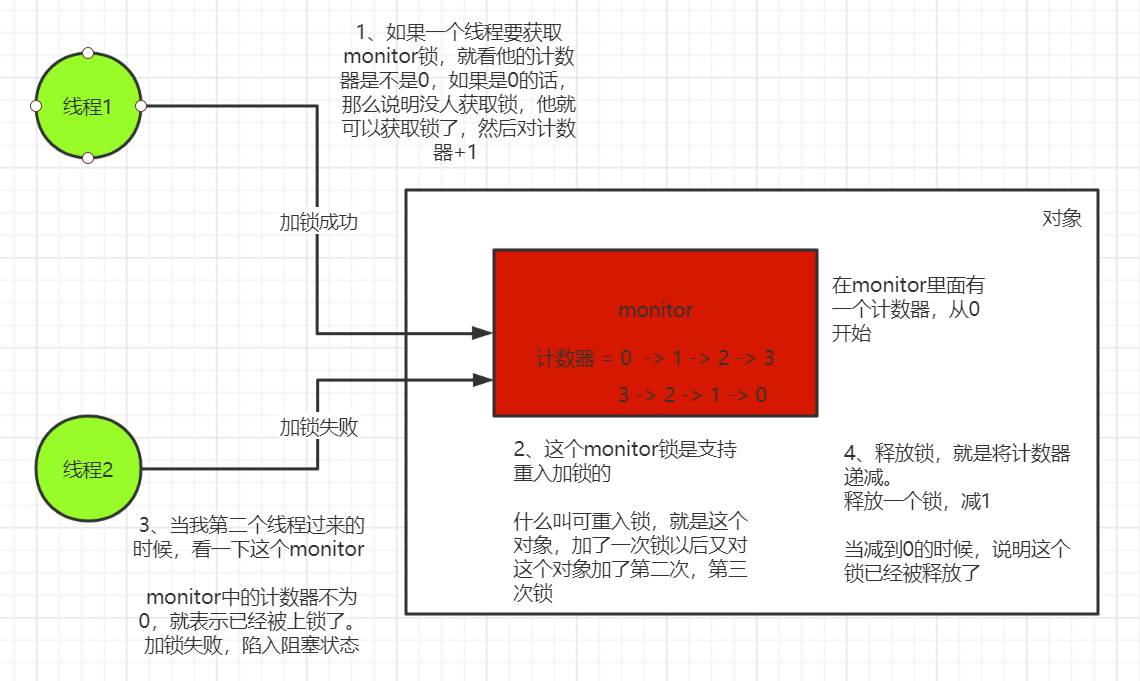 1、如果一个线程要获取
monitor锁，就看他的计数
器是不是0，如果是0的话，
那么说明没人获取锁，他就
可以获取锁了，然后对计数
器+1
线程1
加锁成功
对象
monitor
计数器 = 0 -> 1 -> 2 -> 3
3 -> 2 -> 1 -> 0
在monitor里面有
一个计数器，从0
开始
加锁失败
线程2
2、这个monitor锁是支持
重入加锁的
什么叫可重入锁，就是这个
对象，加了一次锁以后又对
这个对象加了第二次，第三
次锁
4、释放锁，就是将计数器
递减。
释放一个锁，减1
当减到0的时候，说明这个
锁已经被释放了
3、当我第二个线程过来的
时候，看一下这个monitor
monitor中的计数器不为
0，就表示已经被上锁了。
加锁失败，陷入阻塞状态